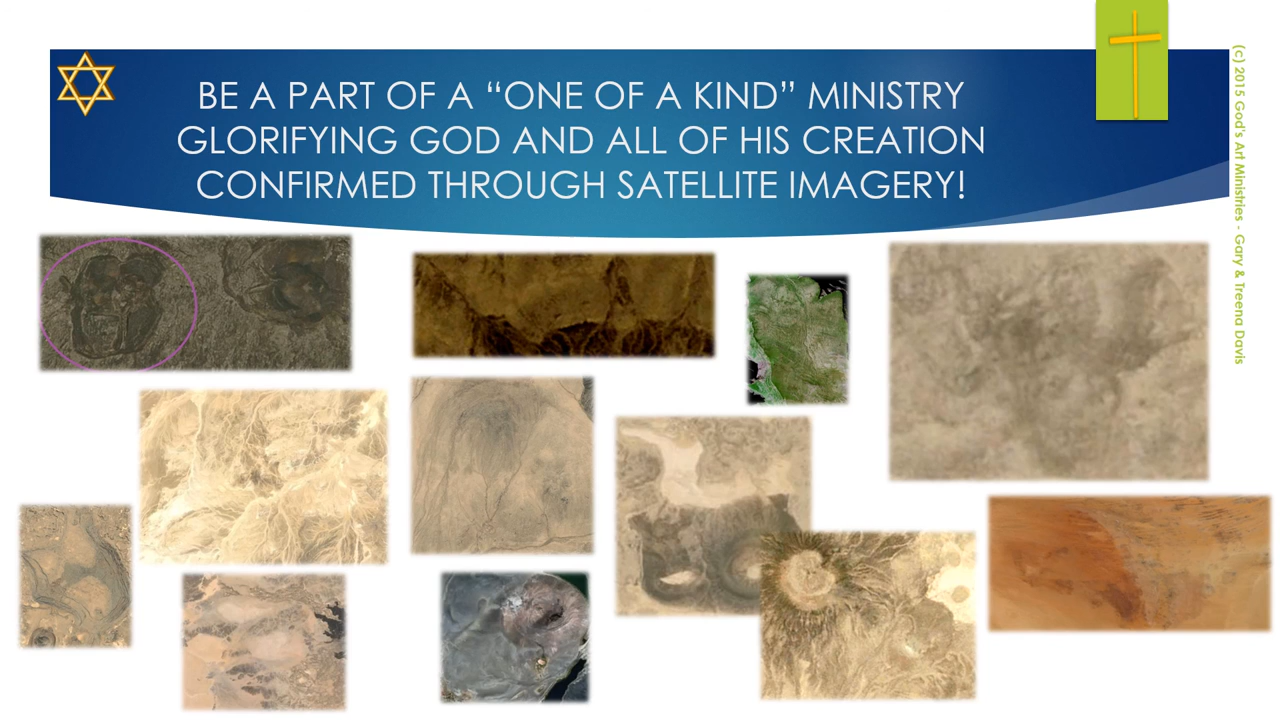 BE A PART OF A “ONE OF A KIND” MINISTRY
GLORIFYING GOD AND ALL OF HIS CREATION
CONFIRMED THROUGH SATELLITE IMAGERY!
(c) 2015 God's Art Ministries - Gary & Treena Davis